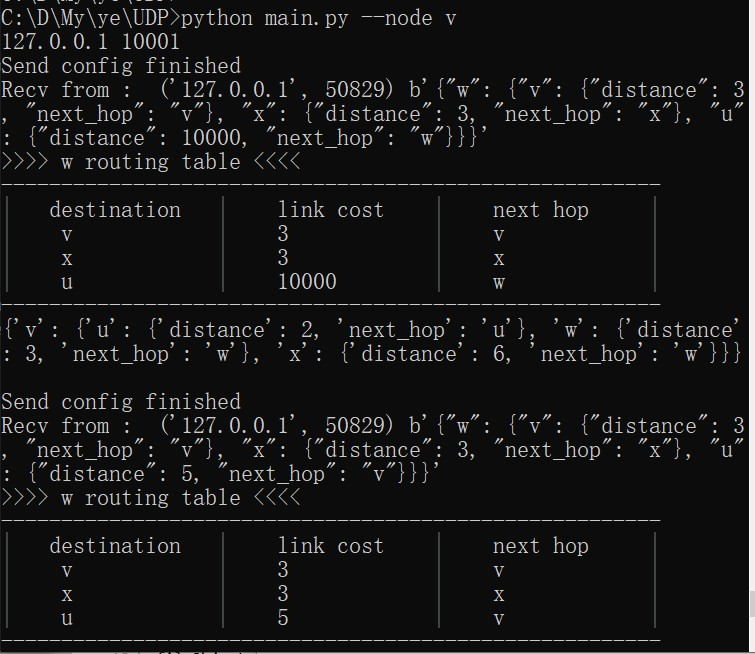 C:\D\My\ye\UDP>python main.py --node v
127.0.0.1 10001
Send config finished
Recv from :  ('127.0.0.1', 50829) b'{"w": {"v": {"distance": 3
, "next_hop": "v"}, "x": {"distance": 3, "next_hop": "x"}, "u"
: {"distance": 10000, "next_hop": "w"}}}'
>>>> w routing table <<<<
| destination | link cost | next hop |
| v | 3 | v |
| x | 3 | x |
| u | 10000 | w |
{'v': {'u': {'distance': 2, 'next_hop': 'u'}, 'w': {'distance'
: 3, 'next_hop': 'w'}, 'x': {'distance': 6, 'next_hop': 'w'}}}
Send config finished
Recv from :  ('127.0.0.1', 50829) b'{"w": {"v": {"distance": 3
, "next_hop": "v"}, "x": {"distance": 3, "next_hop": "x"}, "u"
: {"distance": 5, "next_hop": "v"}}}'
>>>> w routing table <<<<
| destination | link cost | next hop |
| v | 3 | v |
| x | 3 | x |
| u | 5 | v |